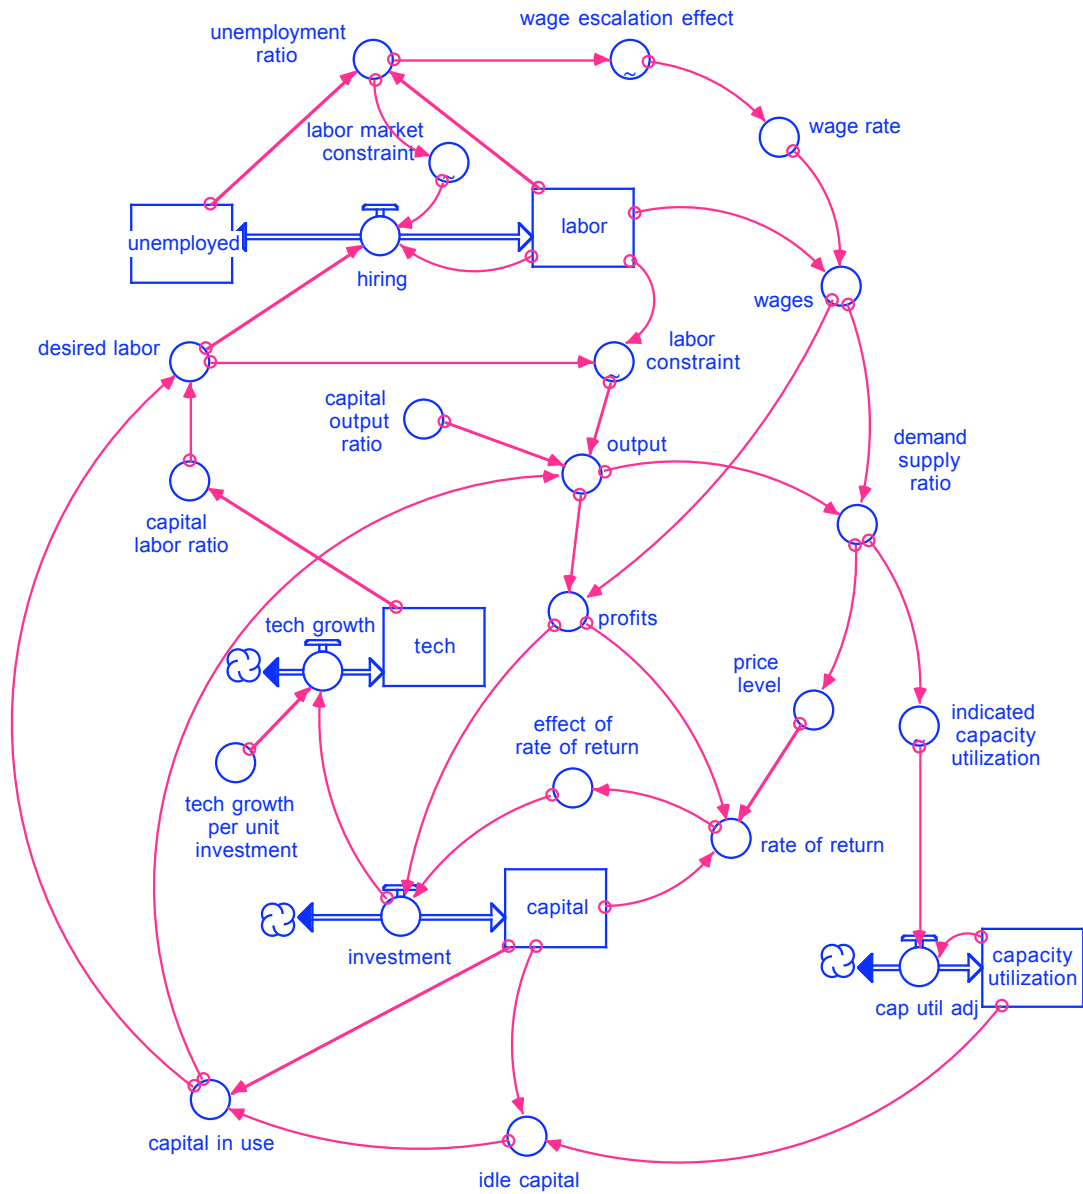 wage escalation effect
unemployment
ratio
wage rate
labor market
constraint
unemployed
labor
hiring
wages
desired labor
labor
constraint
capital
output
ratio
output
demand
supply
ratio
capital
labor ratio
tech growth
tech
profits
price
level
effect of
rate of return
indicated
capacity
utilization
tech growth
per unit
investment
rate of return
capital
investment
capacity
utilization
cap util adj
capital in use
idle capital